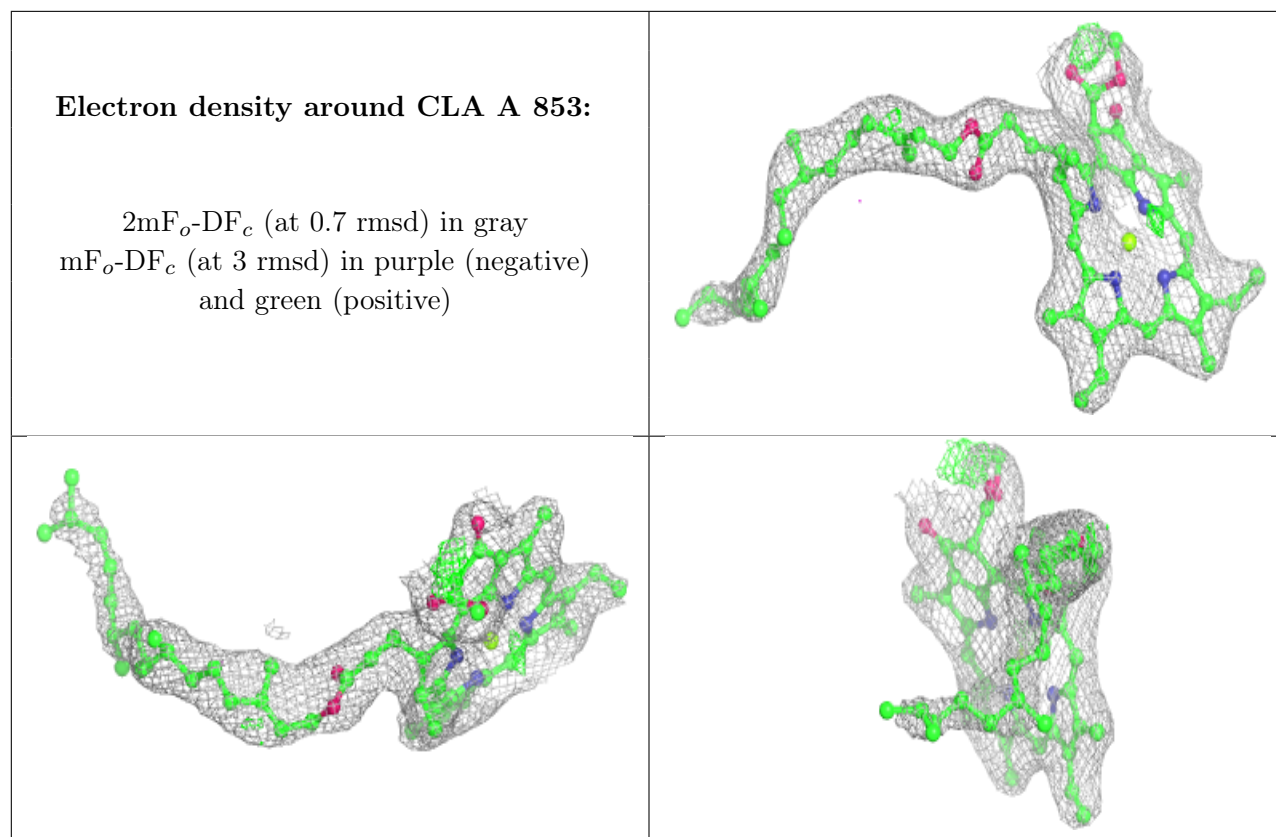 Electron density around CLA A 853:
2mFo-DFc (at 0.7 rmsd) in gray
mFo-DFc (at 3 rmsd) in purple (negative)
and green (positive)